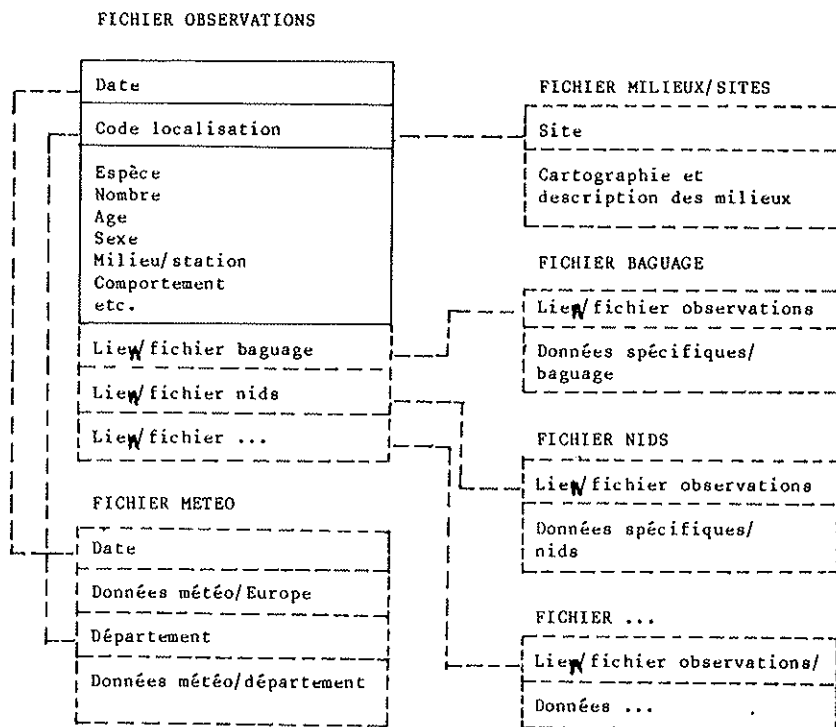 FICHIER OBSERVATIONS
Date
Code localisation
Espèce
Nombre
Age
Sexe
Milieu/station
Comportement
etc.
Lien/fichier baguage
Lien/fichier nids
Lien/fichier ...
FICHIER METEO
Date
Données météo/Europe
Département
Données météo/département
FICHIER MILIEUX/SITES
Site
Cartographie et
description des milieux
FICHIER BAGUAGE
Lien/fichier observations
Données spécifiques/
baguage
FICHIER NIDS
Lien/fichier observations
Données spécifiques/
nids
FICHIER ...
Lien/fichier observations/
Données ...